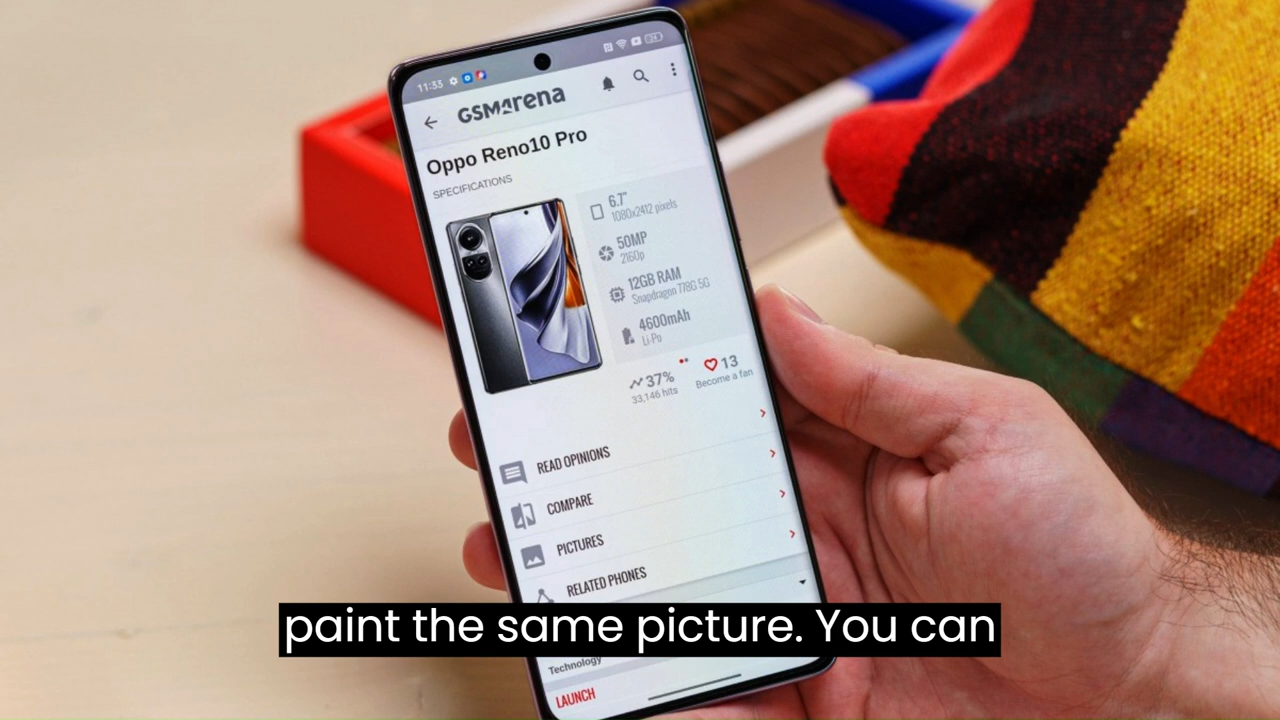 11:33
GSMArena
Oppo Reno10 Pro
SPECIFICATIONS
6.7"
1080x2412 pixels
50MP
2160p
12GB RAM
Snapdragon 778G 5G
4600mAh
Li-Po
37%
33,146 hits
13
Become a fan
READ OPINIONS
COMPARE
PICTURES
RELATED PHONES
paint the same picture. You can
Technology
LAUNCH